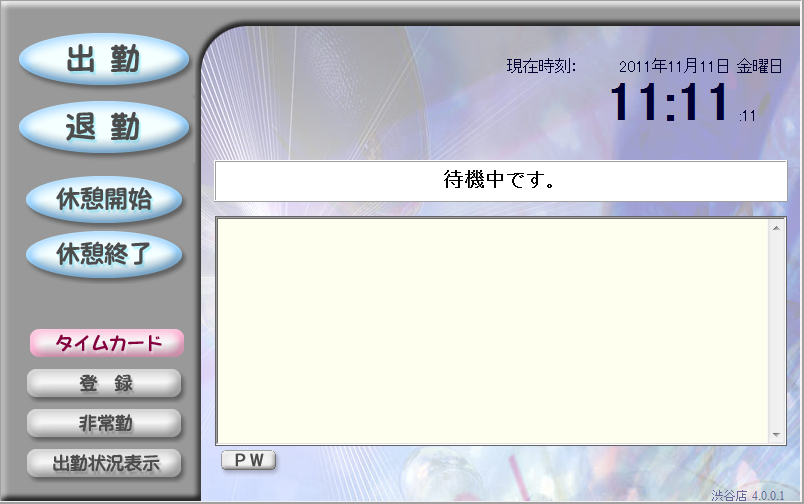 出 勤
退 勤
休憩開始
休憩終了
タイムカード
登 録
非常勤
出勤状況表示
現在時刻: 2011年11月11日 金曜日
11:11 :11
待機中です。
PW
渋谷店 4.0.0.1